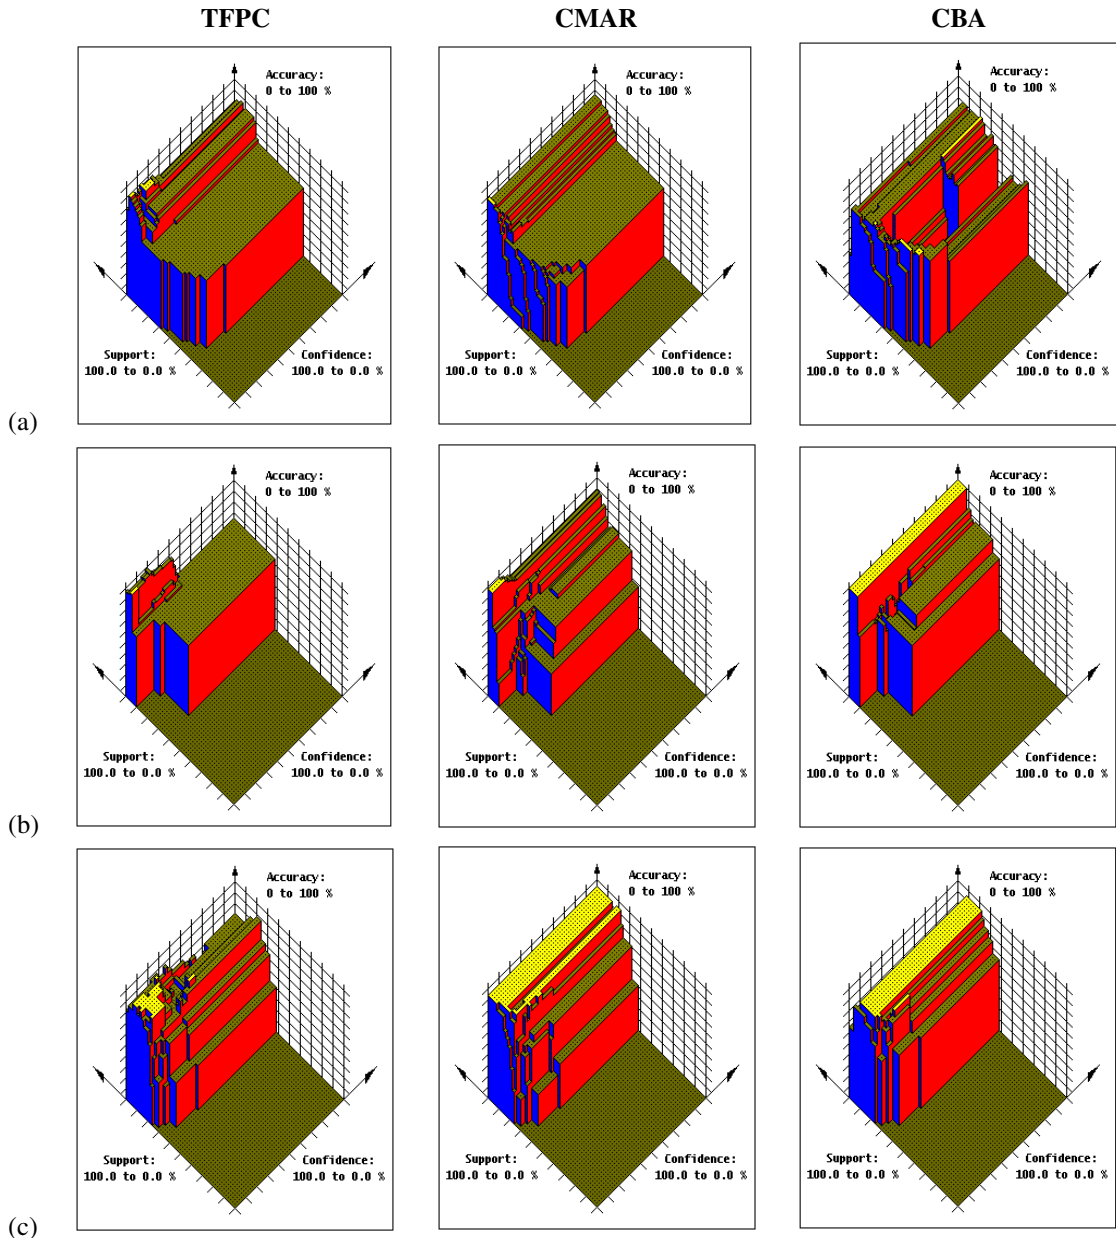 TFPC CMAR CBA
Accuracy:
0 to 100 %
Support:
100.0 to 0.0 %
Confidence:
100.0 to 0.0 %
Accuracy:
0 to 100 %
Support:
100.0 to 0.0 %
Confidence:
100.0 to 0.0 %
Accuracy:
0 to 100 %
Support:
100.0 to 0.0 %
Confidence:
100.0 to 0.0 %
(a)
Accuracy:
0 to 100 %
Support:
100.0 to 0.0 %
Confidence:
100.0 to 0.0 %
Accuracy:
0 to 100 %
Support:
100.0 to 0.0 %
Confidence:
100.0 to 0.0 %
Accuracy:
0 to 100 %
Support:
100.0 to 0.0 %
Confidence:
100.0 to 0.0 %
(b)
Accuracy:
0 to 100 %
Support:
100.0 to 0.0 %
Confidence:
100.0 to 0.0 %
Accuracy:
0 to 100 %
Support:
100.0 to 0.0 %
Confidence:
100.0 to 0.0 %
Accuracy:
0 to 100 %
Support:
100.0 to 0.0 %
Confidence:
100.0 to 0.0 %
(c)